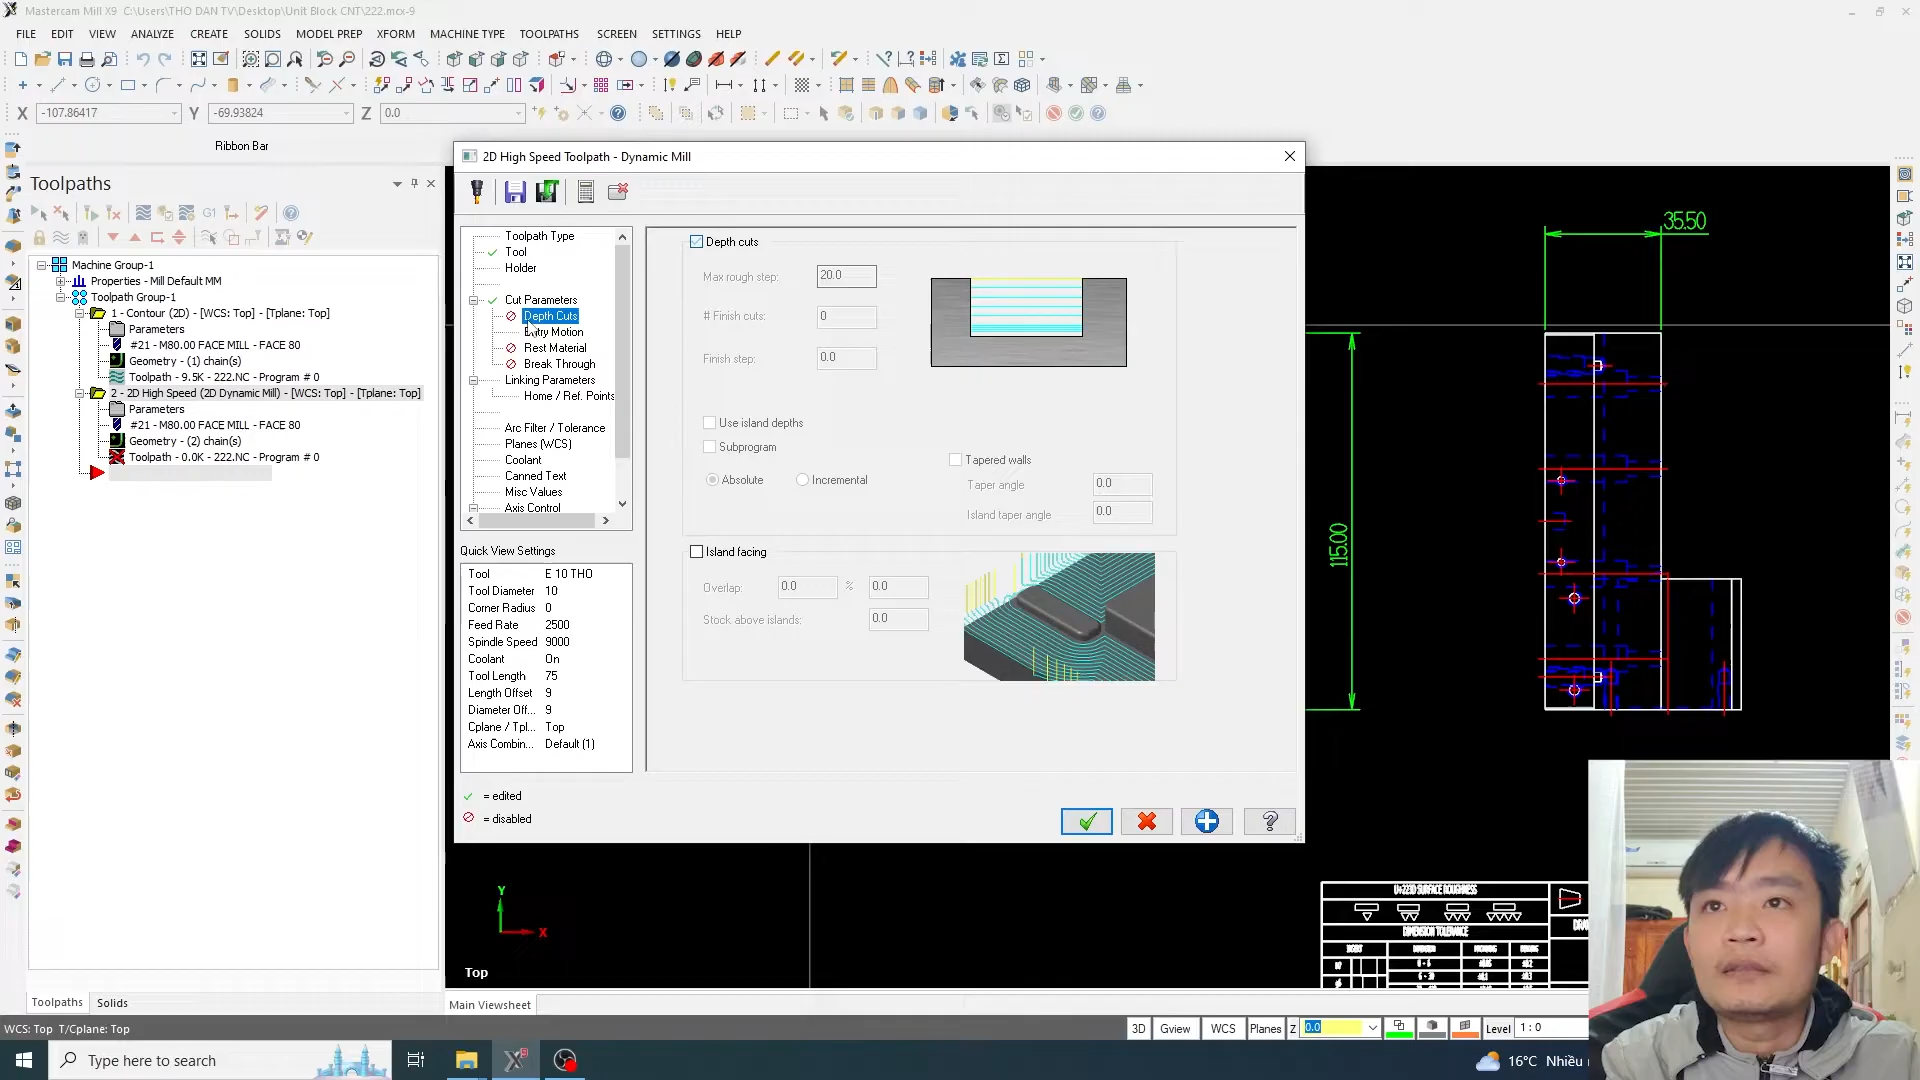 Mastercam Mill X9 C:\Users\THO DAN TV\Desktop\Unit Block CNT\222.mcx-9
FILE EDIT VIEW ANALYZE CREATE SOLIDS MODEL PREP XFORM MACHINE TYPE TOOLPATHS SCREEN SETTINGS HELP
X -107.86417 Y -69.93824 Z 0.0
Ribbon Bar
Toolpaths
Machine Group-1
Properties - Mill Default MM
Toolpath Group-1
1 - Contour (2D) - [WCS: Top] - [Tplane: Top]
Parameters
#21 - M80.00 FACE MILL - FACE 80
Geometry - (1) chain(s)
Toolpath - 9.5K - 222.NC - Program # 0
2 - 2D High Speed (2D Dynamic Mill) - [WCS: Top] - [Tplane: Top]
Parameters
#21 - M80.00 FACE MILL - FACE 80
Geometry - (2) chain(s)
Toolpath - 0.0K - 222.NC - Program # 0
Toolpaths Solids
2D High Speed Toolpath - Dynamic Mill
G1
Toolpath Type
Tool
Holder
Cut Parameters
Depth Cuts
Entry Motion
Rest Material
Break Through
Linking Parameters
Home / Ref. Points
Arc Filter / Tolerance
Planes (WCS)
Coolant
Canned Text
Misc Values
Axis Control
Quick View Settings
Tool E 10 THO
Tool Diameter 10
Corner Radius 0
Feed Rate 2500
Spindle Speed 9000
Coolant On
Tool Length 75
Length Offset 9
Diameter Off... 9
Cplane / Tpl... Top
Axis Combin... Default (1)
= edited
= disabled
Depth cuts
Max rough step: 20.0
# Finish cuts: 0
Finish step: 0.0
Use island depths
Subprogram
Absolute Incremental
Tapered walls
Taper angle 0.0
Island taper angle 0.0
Island facing
Overlap: 0.0 % 0.0
Stock above islands: 0.0
35.50
115.00
DIMENSION TOLERANCE
Y
X
Top
Main Viewsheet
WCS: Top T/Cplane: Top
3D Gview WCS Planes Z 0.0 Level 1 : 0
Type here to search
16°C Nhiều